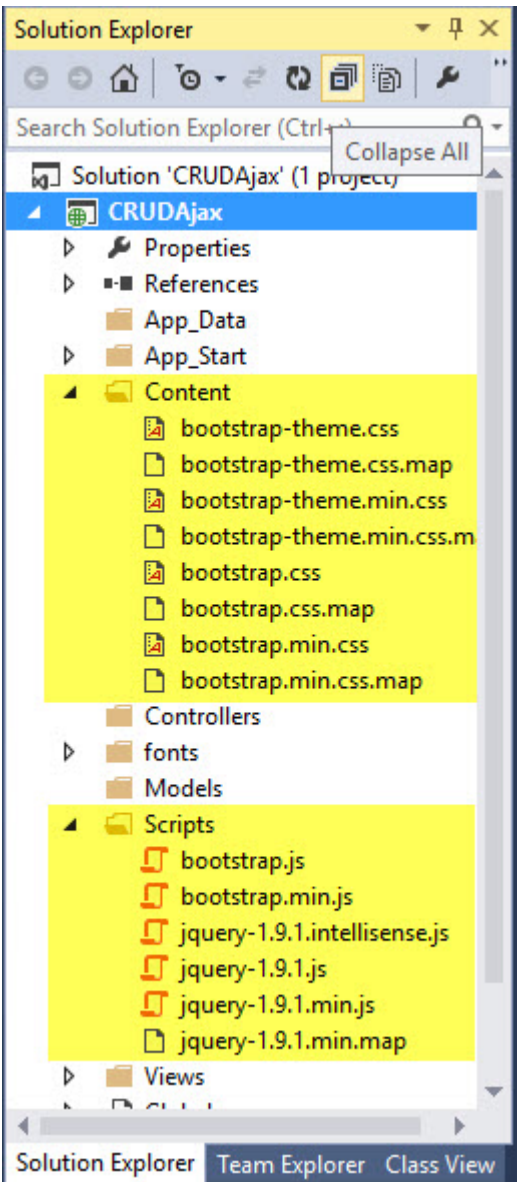 Solution Explorer
Search Solution Explorer (Ctrl+
Collapse All
Solution 'CRUDAjax' (1 project)
CRUDAjax
Properties
References
App_Data
App_Start
Content
bootstrap-theme.css
bootstrap-theme.css.map
bootstrap-theme.min.css
bootstrap-theme.min.css.m
bootstrap.css
bootstrap.css.map
bootstrap.min.css
bootstrap.min.css.map
Controllers
fonts
Models
Scripts
bootstrap.js
bootstrap.min.js
jquery-1.9.1.intellisense.js
jquery-1.9.1.js
jquery-1.9.1.min.js
jquery-1.9.1.min.map
Views
Solution Explorer Team Explorer Class View